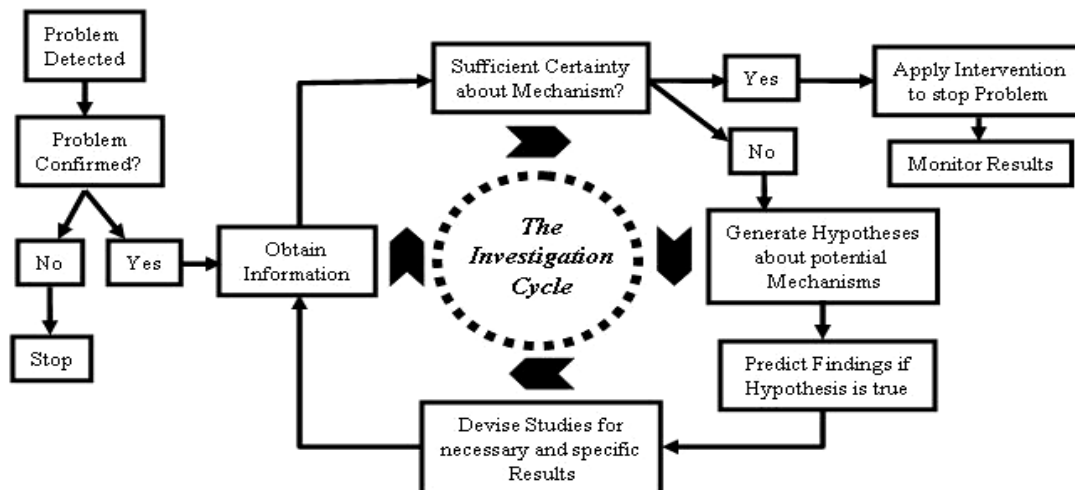 Problem
Detected
Problem
Confirmed?
No
Yes
Stop
Obtain
Information
Sufficient Certainty
about Mechanism?
Yes
No
Apply Intervention
to stop Problem
Monitor Results
Generate Hypotheses
about potential
Mechanisms
Predict Findings if
Hypothesis is true
Devise Studies for
necessary and specific
Results
The
Investigation
Cycle